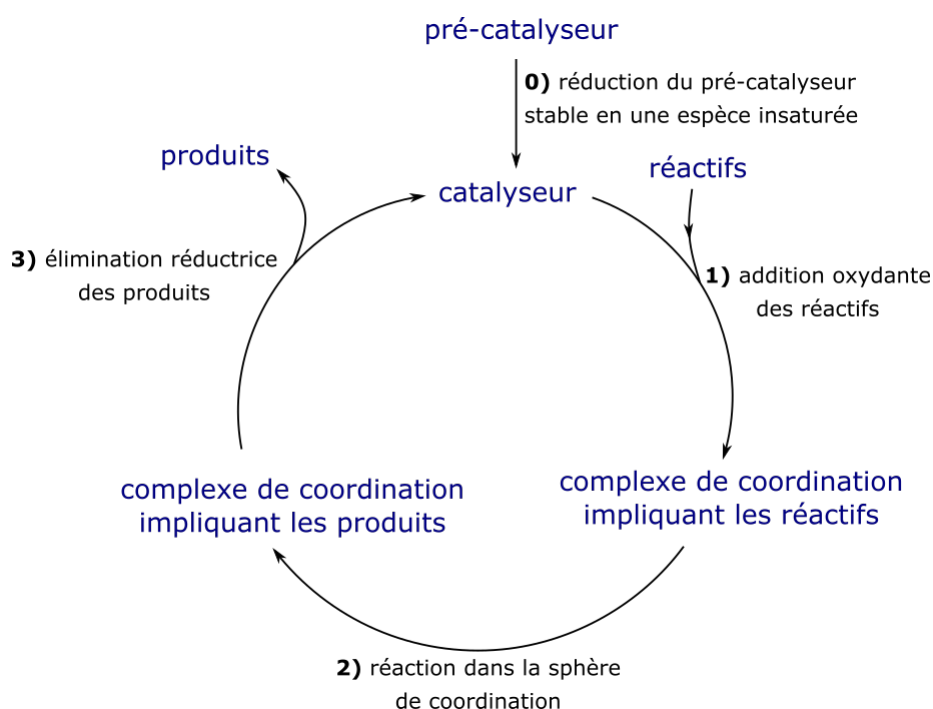 pré-catalyseur
0) réduction du pré-catalyseur
stable en une espèce insaturée
produits
réactifs
catalyseur
3) élimination réductrice
des produits
1) addition oxydante
des réactifs
complexe de coordination
impliquant les produits
complexe de coordination
impliquant les réactifs
2) réaction dans la sphère
de coordination